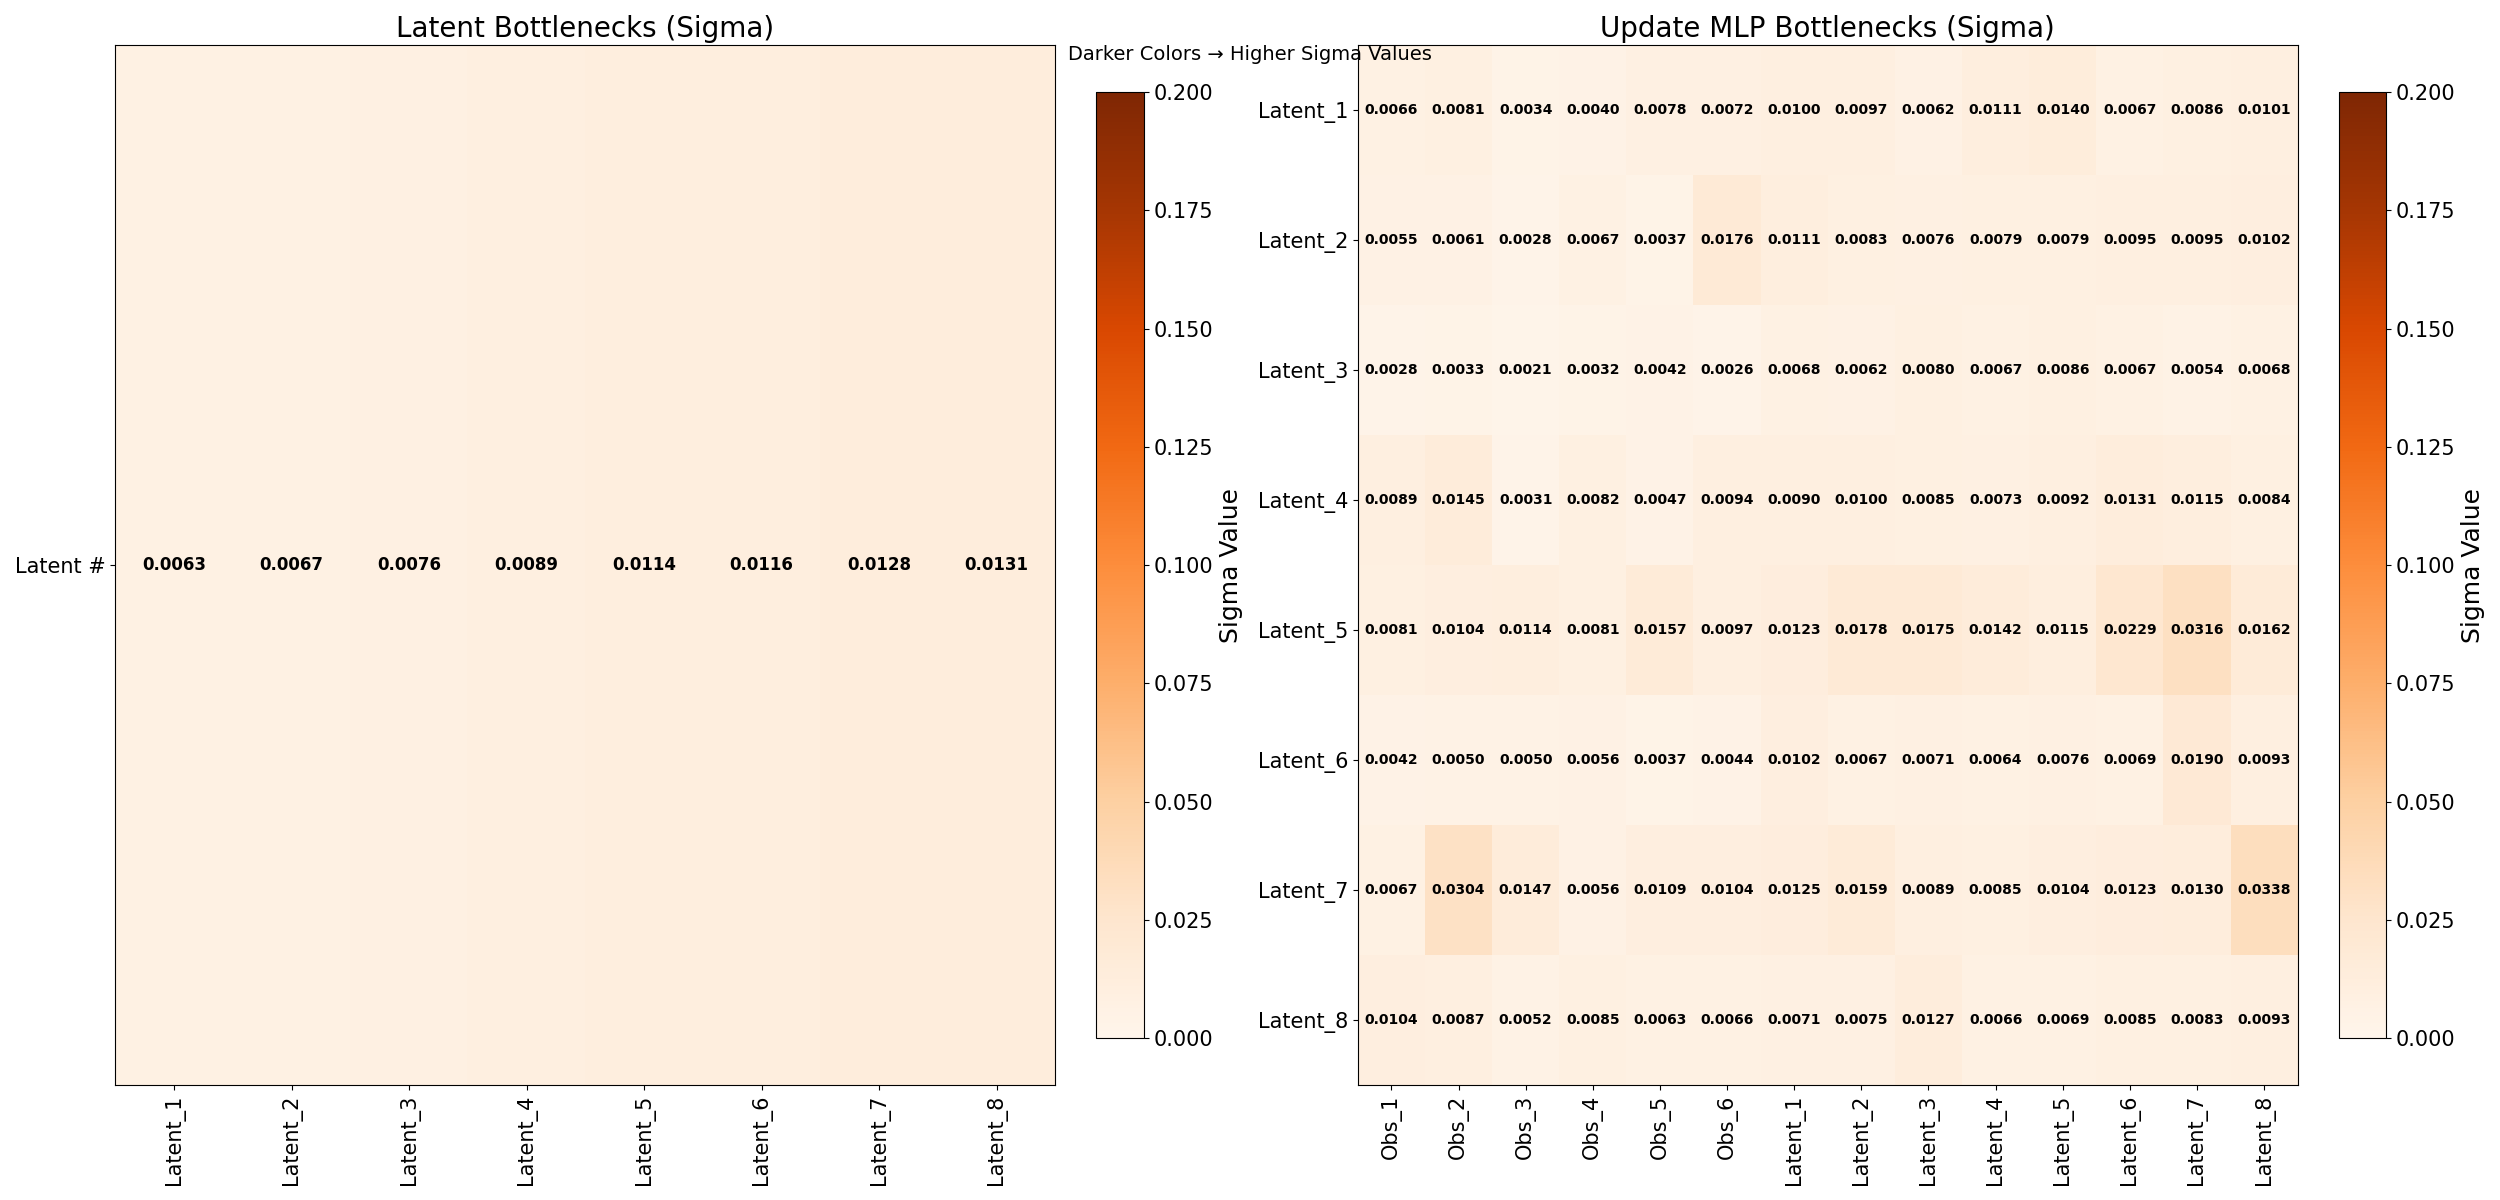 Latent Bottlenecks (Sigma)
Latent #
0.0063 0.0067 0.0076 0.0089 0.0114 0.0116 0.0128 0.0131
Latent_1 Latent_2 Latent_3 Latent_4 Latent_5 Latent_6 Latent_7 Latent_8
Darker Colors → Higher Sigma Values
0.200
0.175
0.150
0.125
0.100
0.075
0.050
0.025
0.000
Sigma Value
Update MLP Bottlenecks (Sigma)
Latent_1 0.0066 0.0081 0.0034 0.0040 0.0078 0.0072 0.0100 0.0097 0.0062 0.0111 0.0140 0.0067 0.0086 0.0101
Latent_2 0.0055 0.0061 0.0028 0.0067 0.0037 0.0176 0.0111 0.0083 0.0076 0.0079 0.0079 0.0095 0.0095 0.0102
Latent_3 0.0028 0.0033 0.0021 0.0032 0.0042 0.0026 0.0068 0.0062 0.0080 0.0067 0.0086 0.0067 0.0054 0.0068
Latent_4 0.0089 0.0145 0.0031 0.0082 0.0047 0.0094 0.0090 0.0100 0.0085 0.0073 0.0092 0.0131 0.0115 0.0084
Latent_5 0.0081 0.0104 0.0114 0.0081 0.0157 0.0097 0.0123 0.0178 0.0175 0.0142 0.0115 0.0229 0.0316 0.0162
Latent_6 0.0042 0.0050 0.0050 0.0056 0.0037 0.0044 0.0102 0.0067 0.0071 0.0064 0.0076 0.0069 0.0190 0.0093
Latent_7 0.0067 0.0304 0.0147 0.0056 0.0109 0.0104 0.0125 0.0159 0.0089 0.0085 0.0104 0.0123 0.0130 0.0338
Latent_8 0.0104 0.0087 0.0052 0.0085 0.0063 0.0066 0.0071 0.0075 0.0127 0.0066 0.0069 0.0085 0.0083 0.0093
Obs_1 Obs_2 Obs_3 Obs_4 Obs_5 Obs_6 Latent_1 Latent_2 Latent_3 Latent_4 Latent_5 Latent_6 Latent_7 Latent_8
0.200
0.175
0.150
0.125
0.100
0.075
0.050
0.025
0.000
Sigma Value